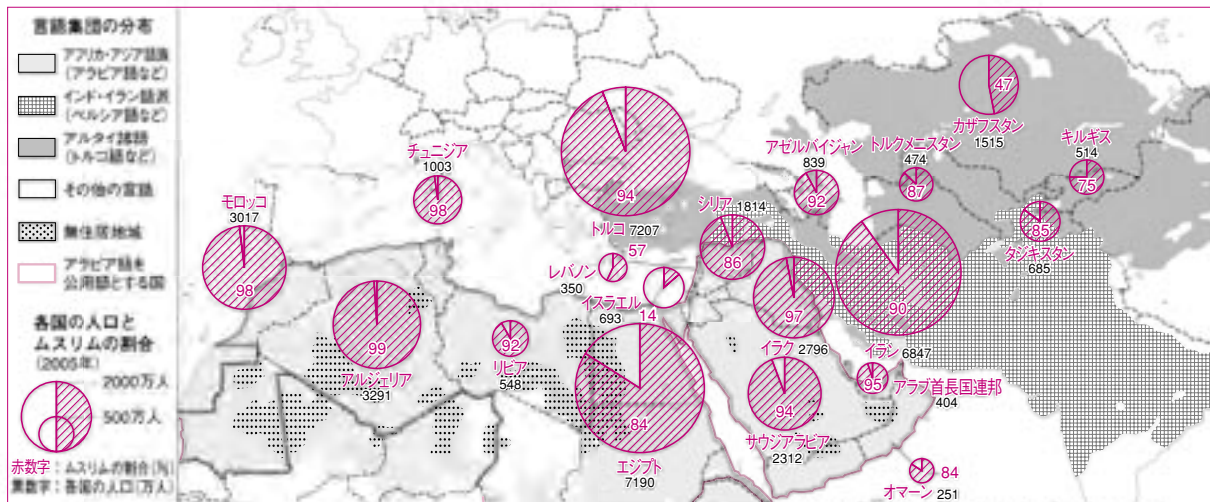 言語集団の分布
アフリカ・アジア語族
(アラビア語など)
インド・イラン語派
(ペルシア語など)
アルタイ諸語
(トルコ語など)
その他の言語
無住居地域
アラビア語を
公用語とする国
各国の人口と
ムスリムの割合
(2005年)
2000万人
500万人
赤数字:ムスリムの割合(%)
黒数字:各国の人口(万人)
モロッコ
3017
98
チュニジア
1003
98
アルジェリア
3291
99
リビア
548
92
トルコ 7207
94
レバノン
350
57
イスラエル
693
14
エジプト
7190
84
シリア 1814
86
イラク 2796
97
サウジアラビア
2312
94
アゼルバイジャン
839
92
トルクメニスタン
474
87
カザフスタン
1515
47
キルギス
514
75
タジキスタン
685
85
イラン 6847
90
アラブ首長国連邦
404
95
オマーン 251
84